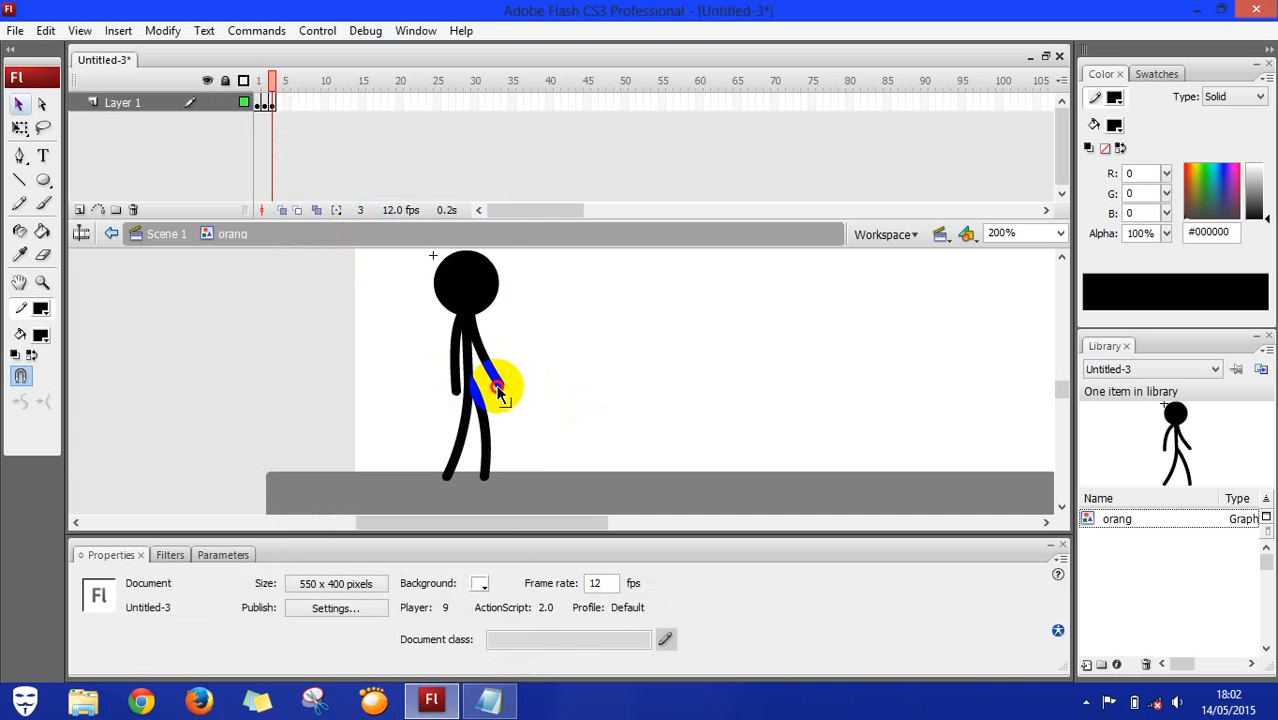 Adobe Flash CS3 Professional - [Untitled-3*]
File Edit View Insert Modify Text Commands Control Debug Window Help
Fl
Untitled-3*
1 5 10 15 20 25 30 35 40 45 50 55 60 65 70 75 80 85 90 95 100 105
Layer 1
3 12.0 fps 0.2s
Scene 1 orang
Workspace 200%
Color Swatches
Type: Solid
R: 0
G: 0
B: 0
Alpha: 100% #000000
Library
Untitled-3
One item in library
Name Type
orang Graph
Properties Filters Parameters
Fl
Document
Untitled-3
Size: 550 x 400 pixels
Background:
Frame rate: 12 fps
Publish: Settings...
Player: 9 ActionScript: 2.0 Profile: Default
Document class:
Fl
18:02
14/05/2015